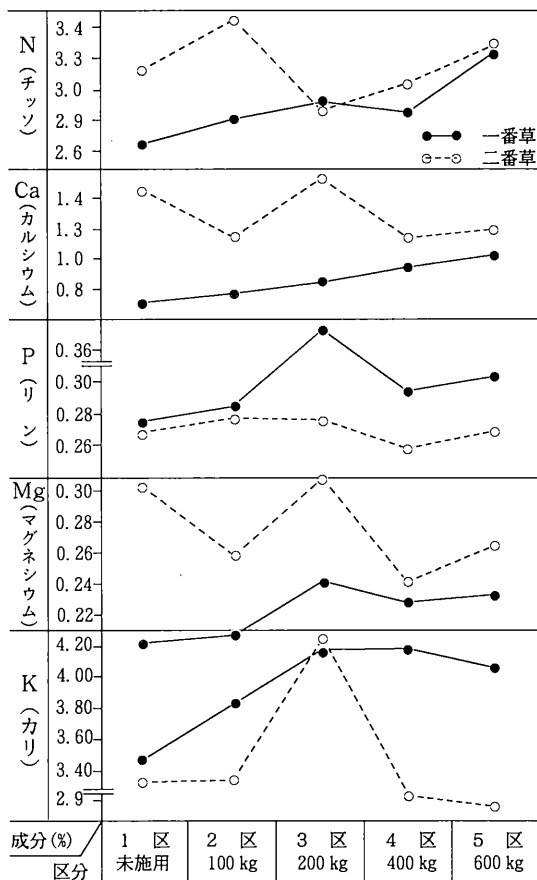 N
(チッソ)
3.4
3.3
3.0
2.9
2.6
一番草
二番草
Ca
(カルシウム)
1.4
1.3
1.0
0.8
P
(リン)
0.36
0.30
0.28
0.26
Mg
(マグネシウム)
0.30
0.28
0.26
0.24
0.22
K
(カリ)
4.20
4.00
3.80
3.60
3.40
2.9
成分(%)
区分
1 区 2 区 3 区 4 区 5 区
未施用 100 kg 200 kg 400 kg 600 kg